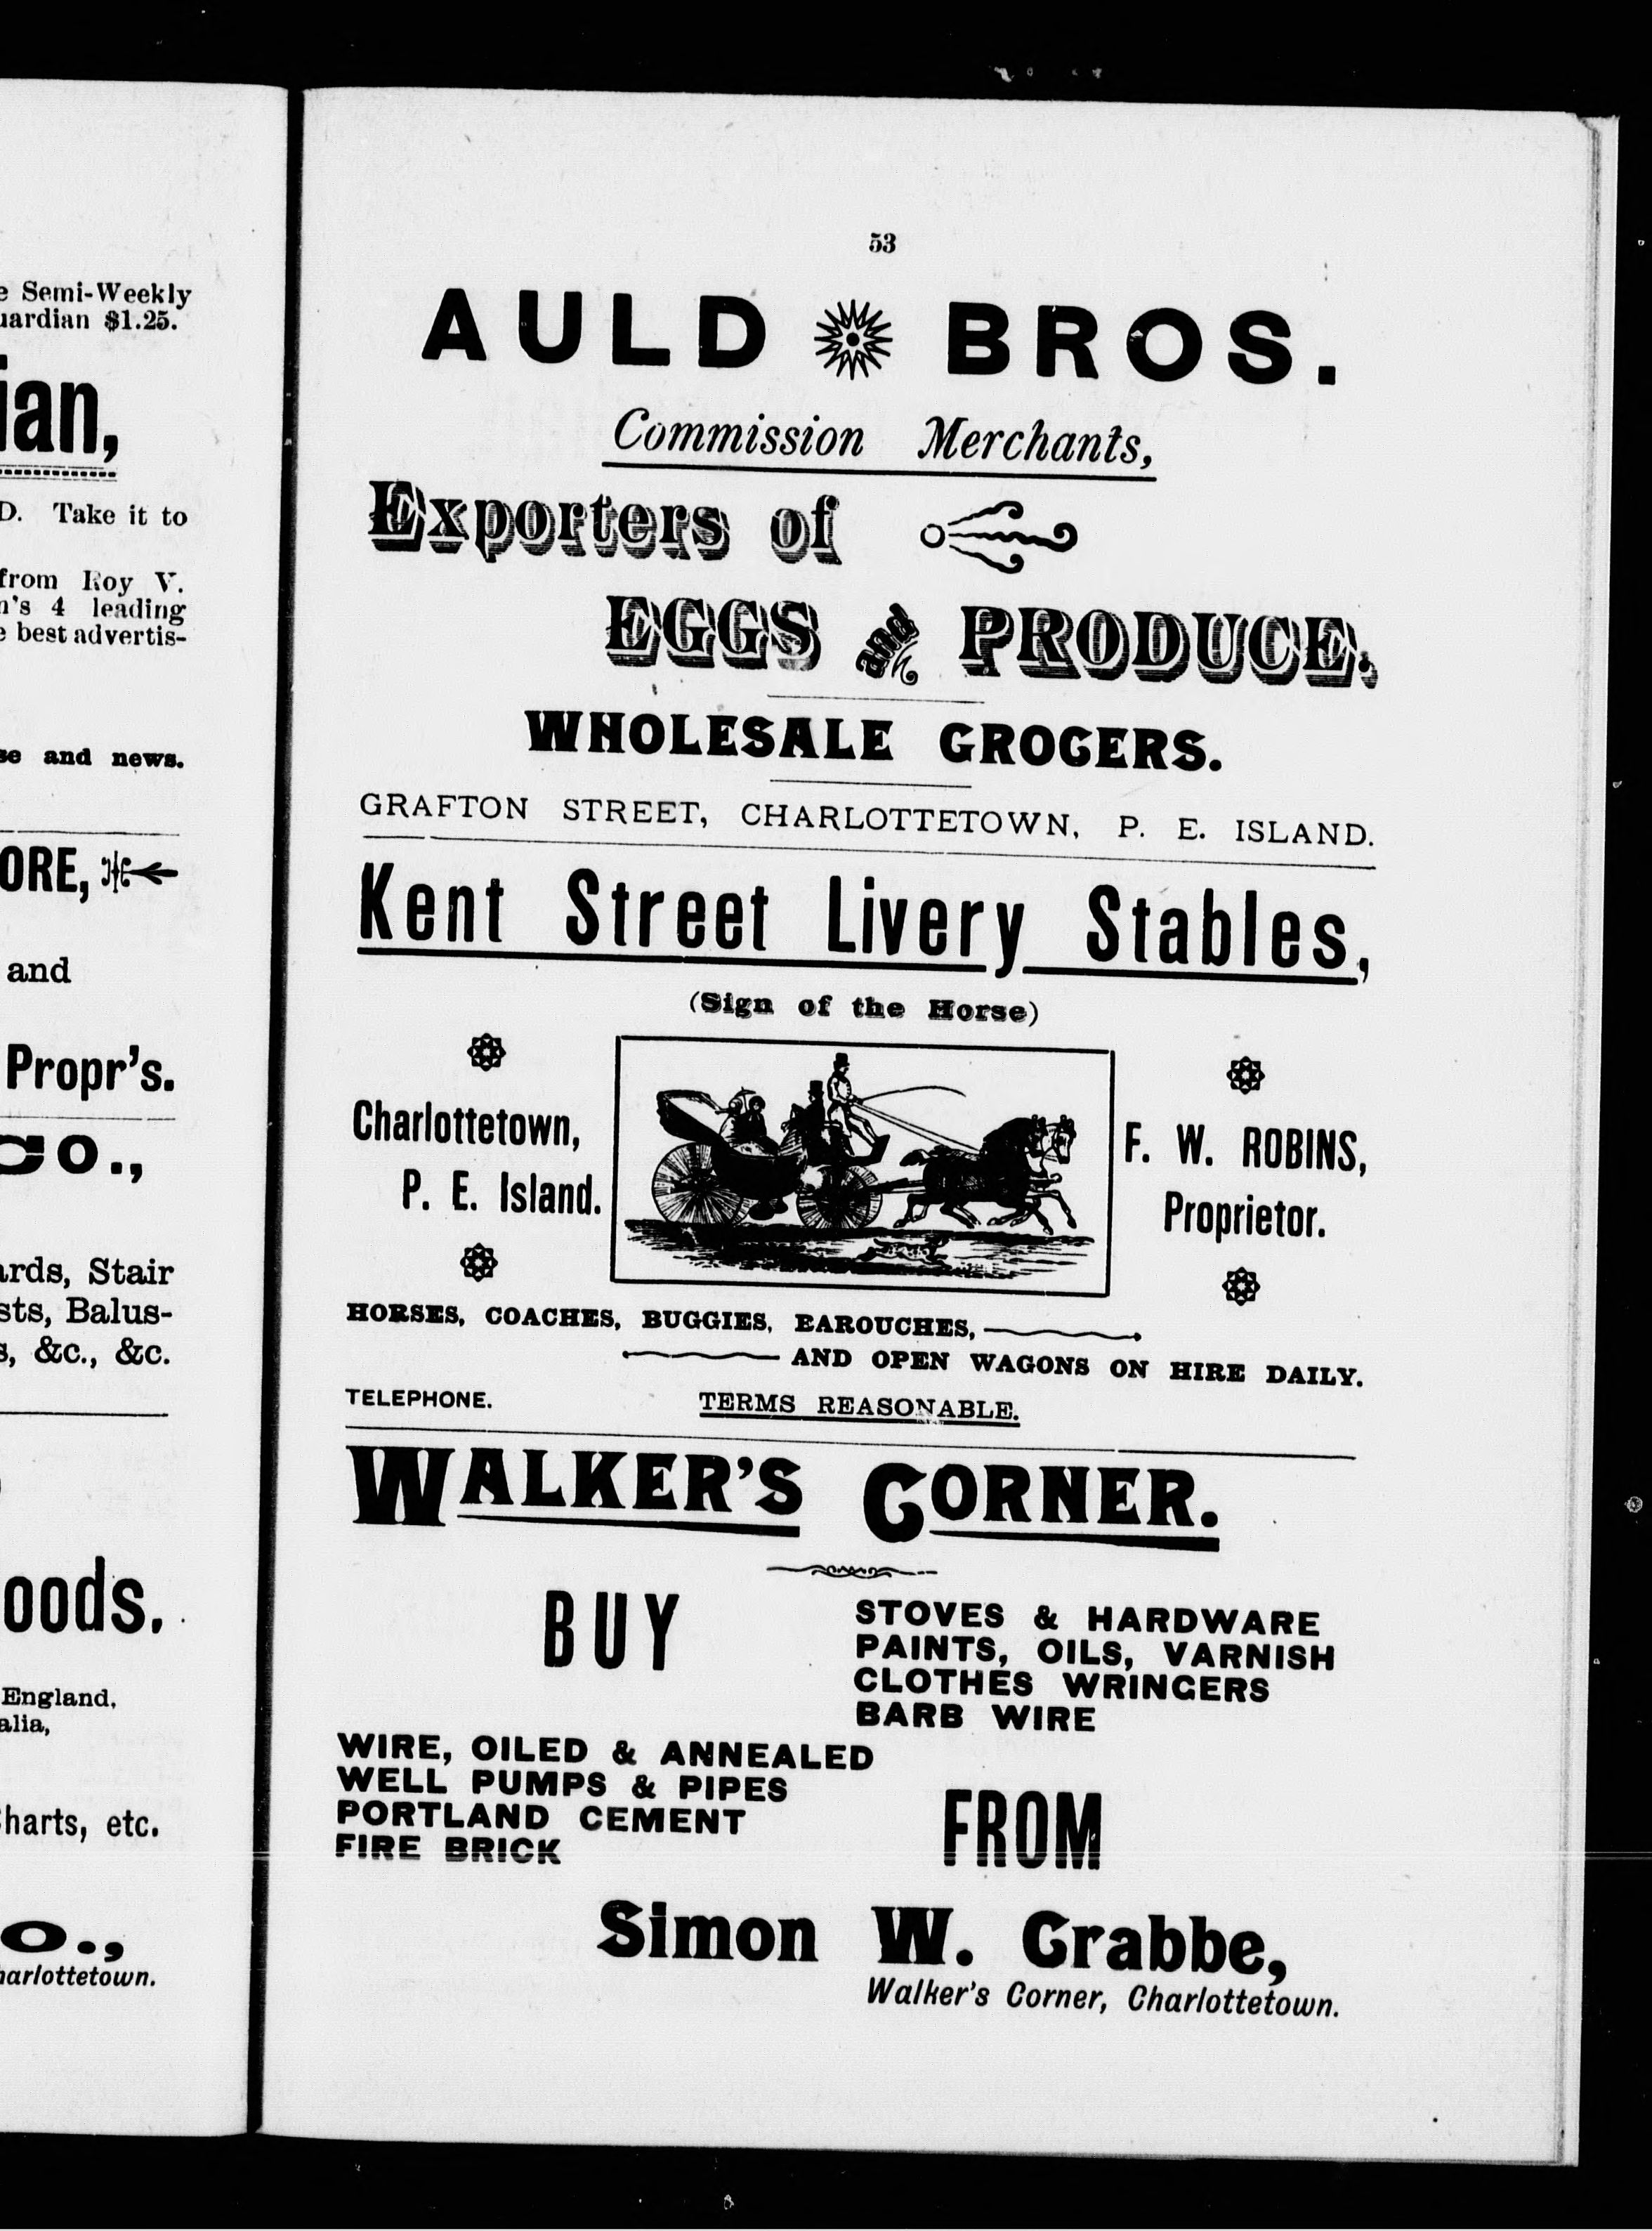 e Semi-Weekly
uardian $1.25.
ian,
D. Take it to
from Roy V.
n's 4 leading
e best advertis-
se and news.
ORE,
and
Propr's.
CO.,
ards, Stair
sts, Balus-
s, &c., &c.
oods.
England,
alia,
Charts, etc.
O.,
harlottetown.
53
AULD BROS.
Commission Merchants,
Exporters of
EGGS and PRODUCE.
WHOLESALE GROCERS.
GRAFTON STREET, CHARLOTTETOWN, P. E. ISLAND.
Kent Street Livery Stables,
(Sign of the Horse)
Charlottetown,
P. E. Island.
F. W. ROBINS,
Proprietor.
HORSES, COACHES, BUGGIES, EAROUCHES,
AND OPEN WAGONS ON HIRE DAILY.
TELEPHONE. TERMS REASONABLE.
WALKER'S CORNER.
BUY
STOVES & HARDWARE
PAINTS, OILS, VARNISH
CLOTHES WRINGERS
BARB WIRE
WIRE, OILED & ANNEALED
WELL PUMPS & PIPES
PORTLAND CEMENT
FIRE BRICK
FROM
Simon W. Crabbe,
Walker's Corner, Charlottetown.